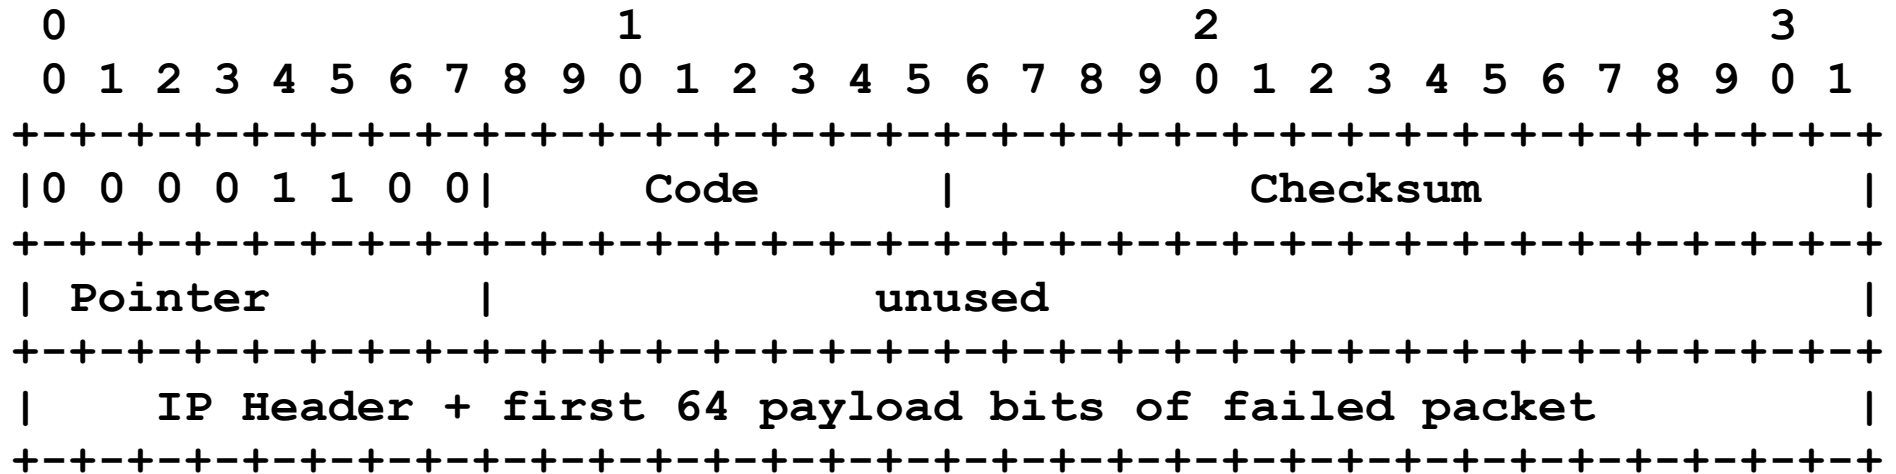 0                   1                   2                   3
0 1 2 3 4 5 6 7 8 9 0 1 2 3 4 5 6 7 8 9 0 1 2 3 4 5 6 7 8 9 0 1
+-+-+-+-+-+-+-+-+-+-+-+-+-+-+-+-+-+-+-+-+-+-+-+-+-+-+-+-+-+-+-+-+
|0 0 0 0 1 1 0 0|     Code      |          Checksum             |
+-+-+-+-+-+-+-+-+-+-+-+-+-+-+-+-+-+-+-+-+-+-+-+-+-+-+-+-+-+-+-+-+
| Pointer       |             unused                            |
+-+-+-+-+-+-+-+-+-+-+-+-+-+-+-+-+-+-+-+-+-+-+-+-+-+-+-+-+-+-+-+-+
|    IP Header + first 64 payload bits of failed packet         |
+-+-+-+-+-+-+-+-+-+-+-+-+-+-+-+-+-+-+-+-+-+-+-+-+-+-+-+-+-+-+-+-+